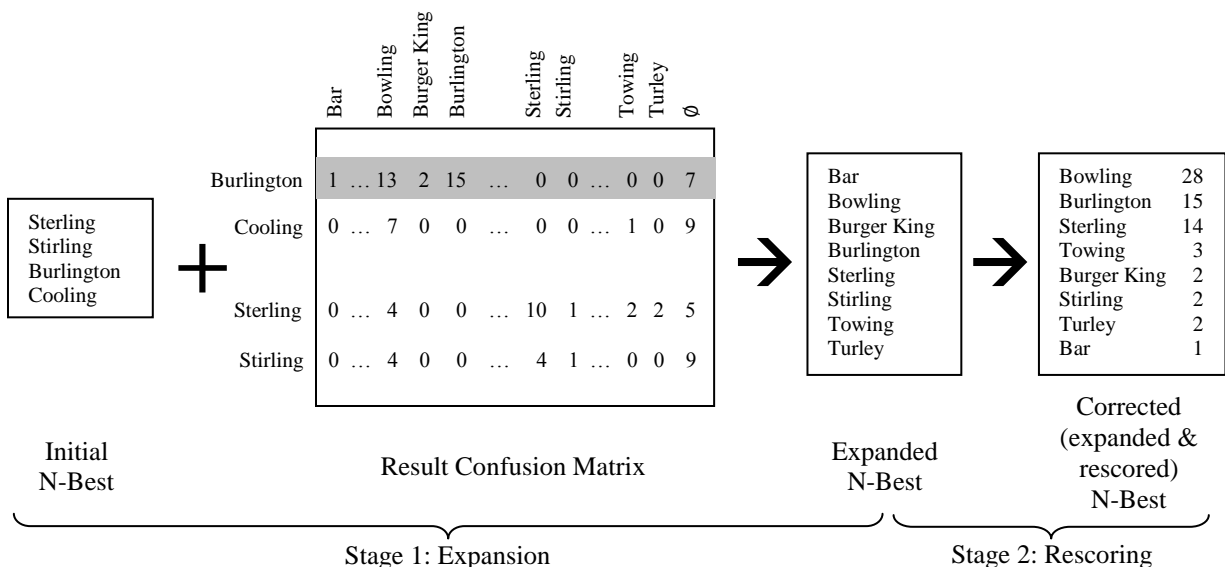 Bar
Bowling
Burger King
Burlington
Sterling
Stirling
Towing
Turley
Ø
Sterling
Stirling
Burlington
Cooling
Burlington 1 … 13 2 15 … 0 0 … 0 0 7
Cooling 0 … 7 0 0 … 0 0 … 1 0 9
Sterling 0 … 4 0 0 … 10 1 … 2 2 5
Stirling 0 … 4 0 0 … 4 1 … 0 0 9
Bar
Bowling
Burger King
Burlington
Sterling
Stirling
Towing
Turley
Bowling 28
Burlington 15
Sterling 14
Towing 3
Burger King 2
Stirling 2
Turley 2
Bar 1
Initial
N-Best
Result Confusion Matrix
Expanded
N-Best
Corrected
(expanded &
rescored)
N-Best
Stage 1: Expansion
Stage 2: Rescoring